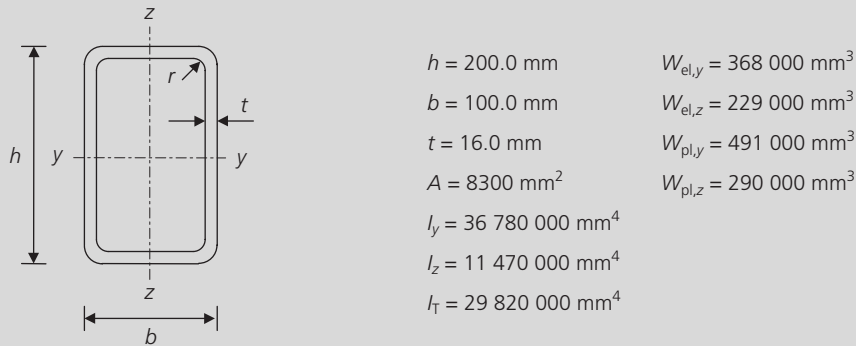 z
r
t
h
y
y
z
b
h = 200.0 mm
b = 100.0 mm
t = 16.0 mm
A = 8300 mm²
I_y = 36 780 000 mm⁴
I_z = 11 470 000 mm⁴
I_T = 29 820 000 mm⁴
W_el,y = 368 000 mm³
W_el,z = 229 000 mm³
W_pl,y = 491 000 mm³
W_pl,z = 290 000 mm³